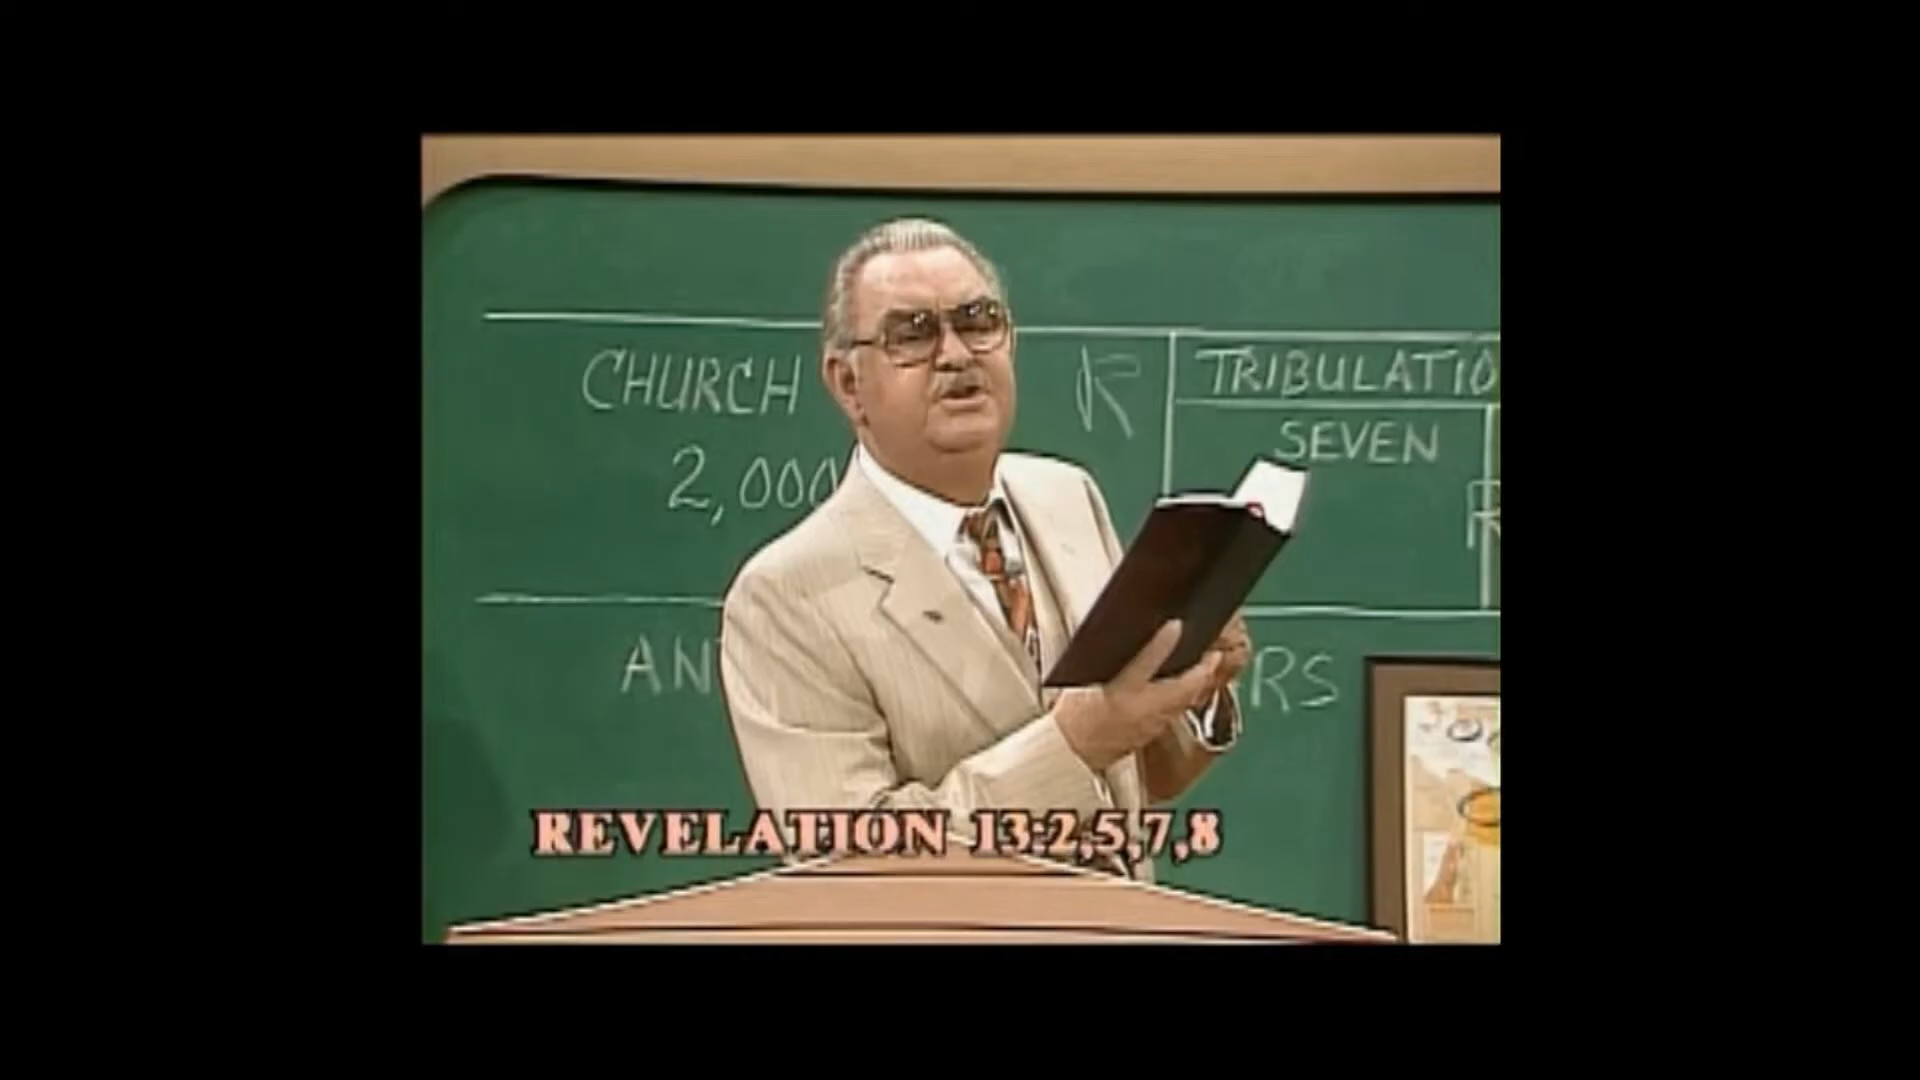 CHURCH
2,000
R
TRIBULATIO
SEVEN
R
AN
RS
REVELATION 13:2,5,7,8